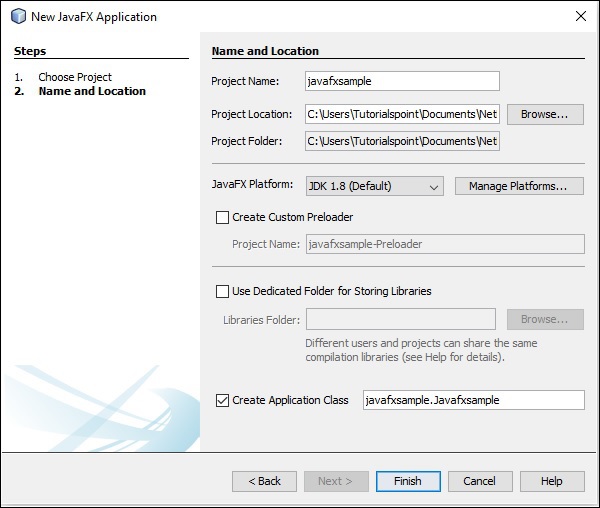 New JavaFX Application
Steps
1. Choose Project
2. Name and Location
Name and Location
Project Name: javafxsample
Project Location: C:\Users\Tutorialspoint\Documents\Net Browse...
Project Folder: C:\Users\Tutorialspoint\Documents\Net
JavaFX Platform: JDK 1.8 (Default) Manage Platforms...
Create Custom Preloader
Project Name: javafxsample-Preloader
Use Dedicated Folder for Storing Libraries
Libraries Folder: Browse...
Different users and projects can share the same
compilation libraries (see Help for details).
Create Application Class javafxsample.Javafxsample
< Back Next > Finish Cancel Help